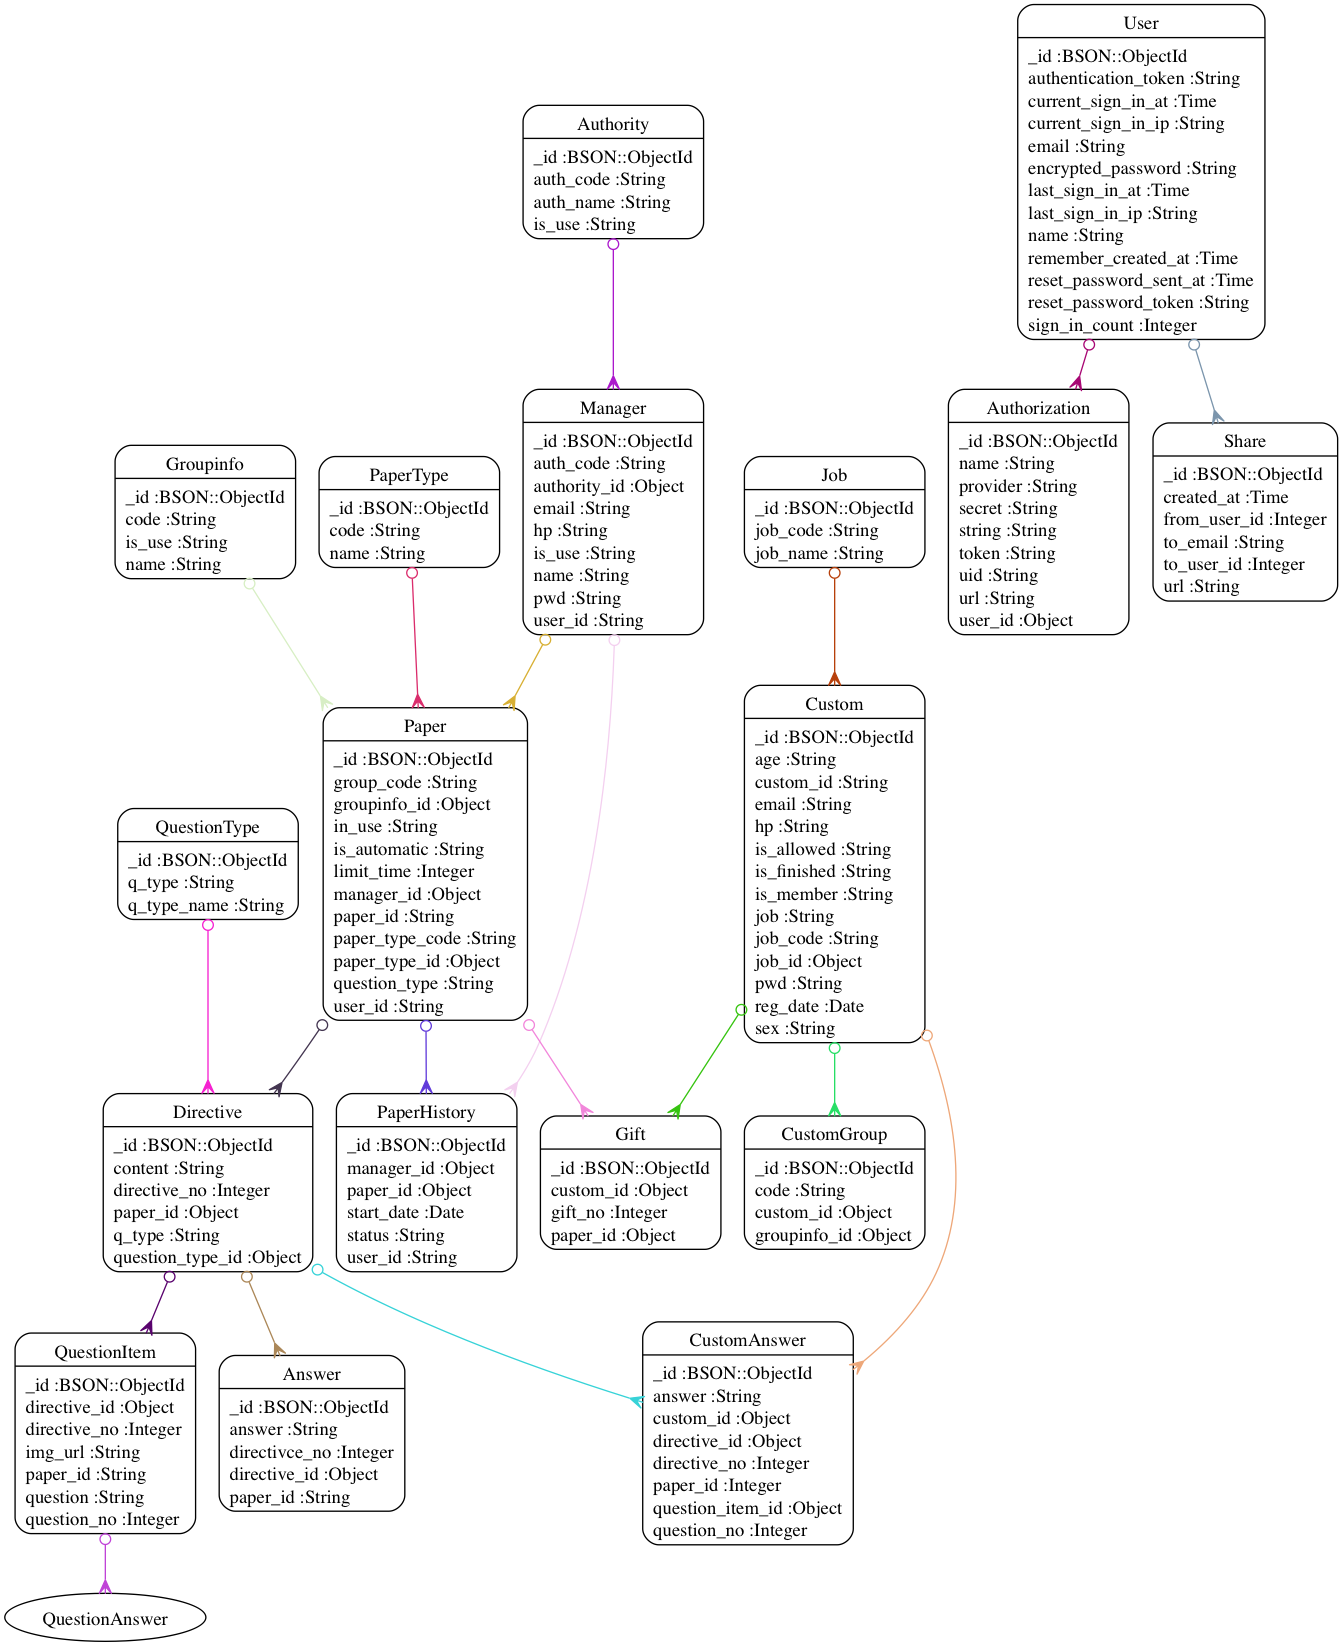 User
_id :BSON::ObjectId
authentication_token :String
current_sign_in_at :Time
current_sign_in_ip :String
email :String
encrypted_password :String
last_sign_in_at :Time
last_sign_in_ip :String
name :String
remember_created_at :Time
reset_password_sent_at :Time
reset_password_token :String
sign_in_count :Integer
Authority
_id :BSON::ObjectId
auth_code :String
auth_name :String
is_use :String
Manager
_id :BSON::ObjectId
auth_code :String
authority_id :Object
email :String
hp :String
is_use :String
name :String
pwd :String
user_id :String
Authorization
_id :BSON::ObjectId
name :String
provider :String
secret :String
string :String
token :String
uid :String
url :String
user_id :Object
Share
_id :BSON::ObjectId
created_at :Time
from_user_id :Integer
to_email :String
to_user_id :Integer
url :String
Groupinfo
_id :BSON::ObjectId
code :String
is_use :String
name :String
PaperType
_id :BSON::ObjectId
code :String
name :String
Job
_id :BSON::ObjectId
job_code :String
job_name :String
Paper
_id :BSON::ObjectId
group_code :String
groupinfo_id :Object
in_use :String
is_automatic :String
limit_time :Integer
manager_id :Object
paper_id :String
paper_type_code :String
paper_type_id :Object
question_type :String
user_id :String
Custom
_id :BSON::ObjectId
age :String
custom_id :String
email :String
hp :String
is_allowed :String
is_finished :String
is_member :String
job :String
job_code :String
job_id :Object
pwd :String
reg_date :Date
sex :String
QuestionType
_id :BSON::ObjectId
q_type :String
q_type_name :String
Directive
_id :BSON::ObjectId
content :String
directive_no :Integer
paper_id :Object
q_type :String
question_type_id :Object
PaperHistory
_id :BSON::ObjectId
manager_id :Object
paper_id :Object
start_date :Date
status :String
user_id :String
Gift
_id :BSON::ObjectId
custom_id :Object
gift_no :Integer
paper_id :Object
CustomGroup
_id :BSON::ObjectId
code :String
custom_id :Object
groupinfo_id :Object
QuestionItem
_id :BSON::ObjectId
directive_id :Object
directive_no :Integer
img_url :String
paper_id :String
question :String
question_no :Integer
Answer
_id :BSON::ObjectId
answer :String
directivce_no :Integer
directive_id :Object
paper_id :String
CustomAnswer
_id :BSON::ObjectId
answer :String
custom_id :Object
directive_id :Object
directive_no :Integer
paper_id :Integer
question_item_id :Object
question_no :Integer
QuestionAnswer